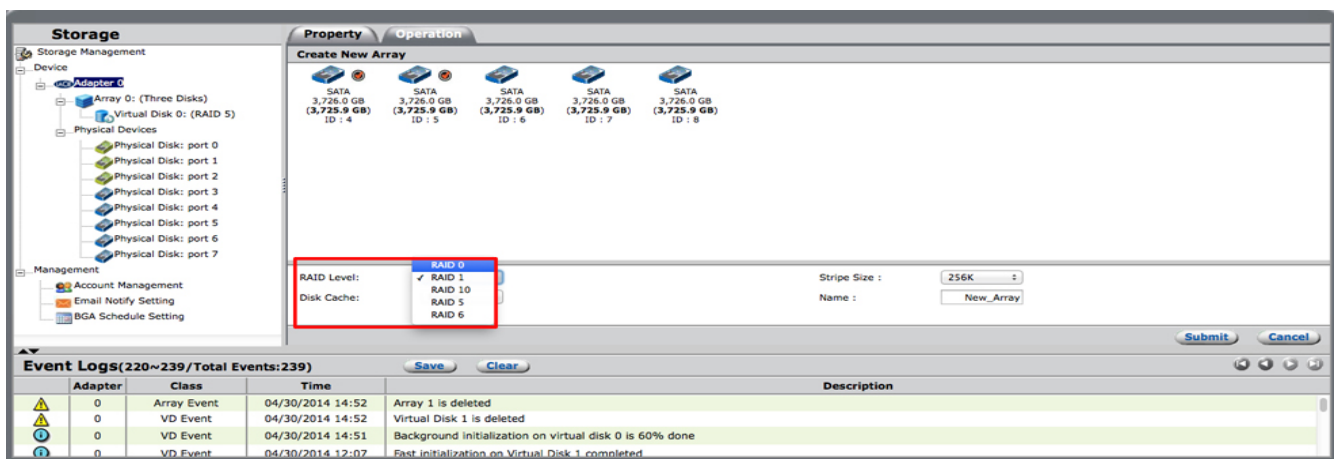 Storage
Storage Management
Device
Adapter 0
Array 0: (Three Disks)
Virtual Disk 0: (RAID 5)
Physical Devices
Physical Disk: port 0
Physical Disk: port 1
Physical Disk: port 2
Physical Disk: port 3
Physical Disk: port 4
Physical Disk: port 5
Physical Disk: port 6
Physical Disk: port 7
Management
Account Management
Email Notify Setting
BGA Schedule Setting
Property Operation
Create New Array
SATA SATA SATA SATA SATA
3,726.0 GB 3,726.0 GB 3,726.0 GB 3,726.0 GB 3,726.0 GB
(3,725.9 GB) (3,725.9 GB) (3,725.9 GB) (3,725.9 GB) (3,725.9 GB)
ID : 4 ID : 5 ID : 6 ID : 7 ID : 8
RAID 0
RAID Level: ✓ RAID 1 Stripe Size : 256K
RAID 10
Disk Cache: RAID 5 Name : New_Array
RAID 6
Submit Cancel
Event Logs(220~239/Total Events:239) Save Clear
Adapter Class Time Description
0 Array Event 04/30/2014 14:52 Array 1 is deleted
0 VD Event 04/30/2014 14:52 Virtual Disk 1 is deleted
0 VD Event 04/30/2014 14:51 Background initialization on virtual disk 0 is 60% done
0 VD Event 04/30/2014 12:07 Fast initialization on Virtual Disk 1 completed